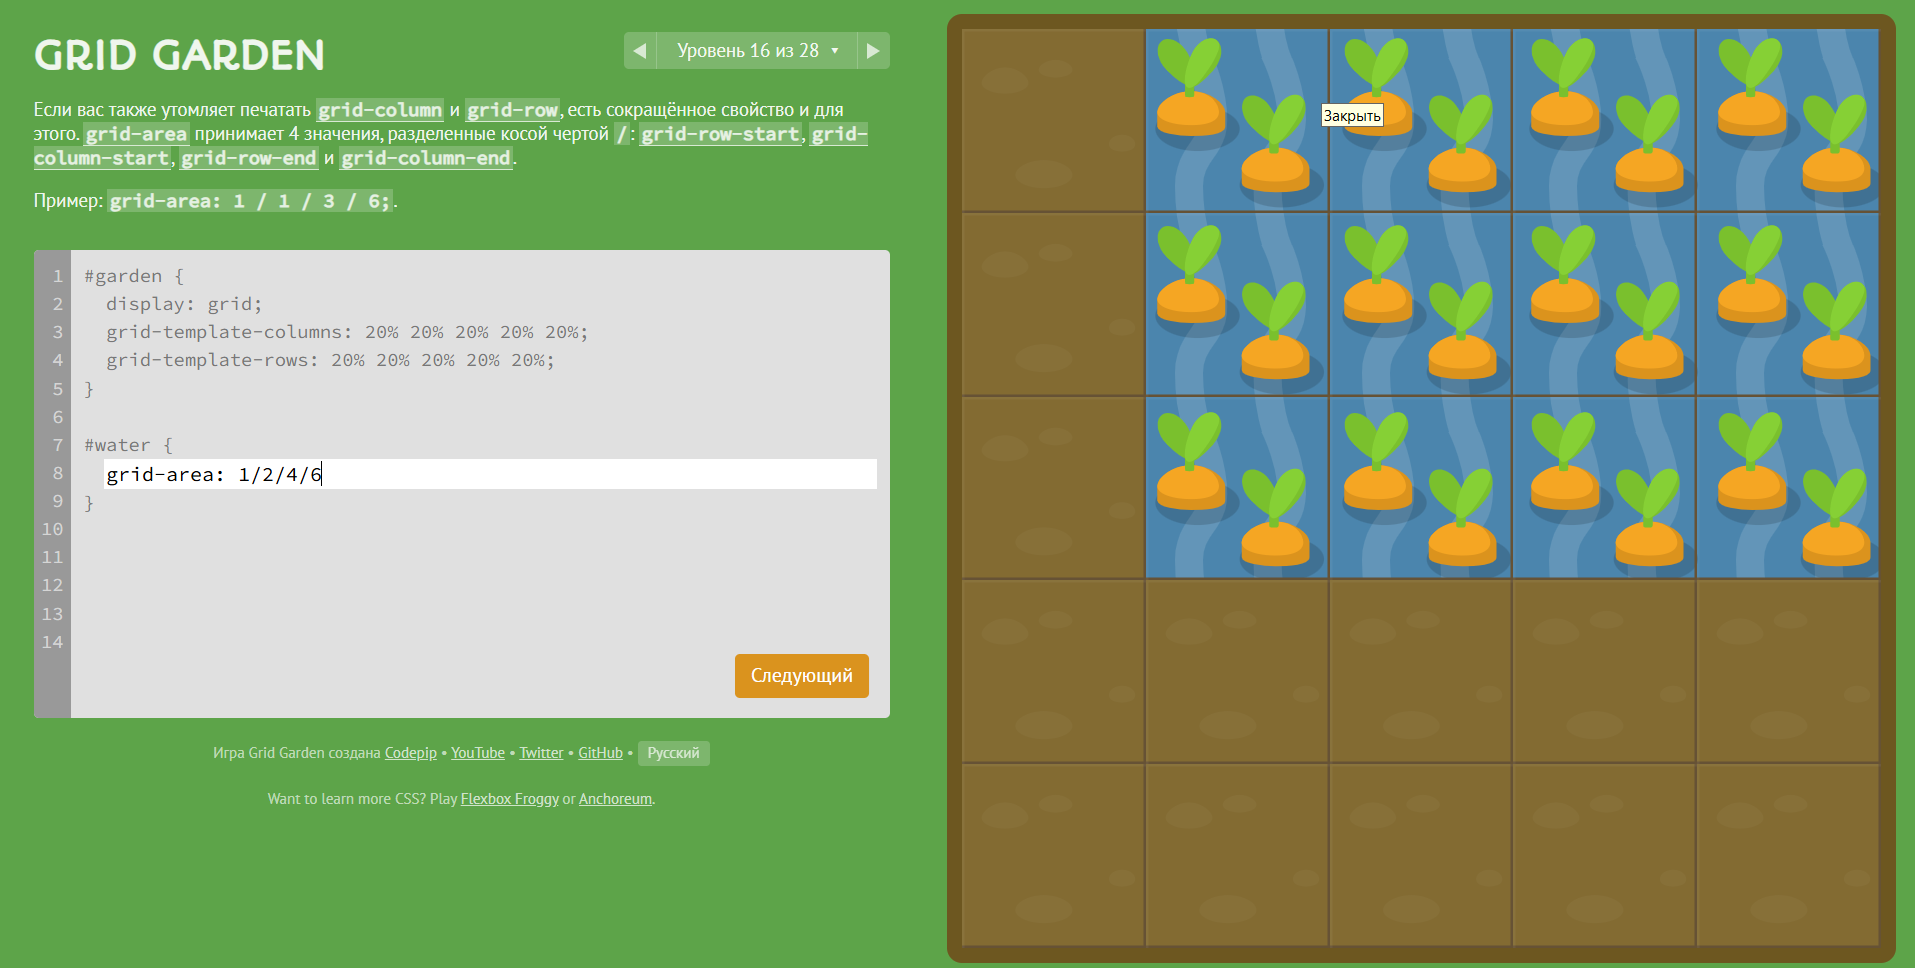 GRID GARDEN
◀ Уровень 16 из 28 ▼ ▶
Если вас также утомляет печатать grid-column и grid-row, есть сокращённое свойство и для
этого. grid-area принимает 4 значения, разделенные косой чертой /: grid-row-start, grid-
column-start, grid-row-end и grid-column-end.
Пример: grid-area: 1 / 1 / 3 / 6;.
1 #garden {
2 display: grid;
3 grid-template-columns: 20% 20% 20% 20% 20%;
4 grid-template-rows: 20% 20% 20% 20% 20%;
5 }
6
7 #water {
8 grid-area: 1/2/4/6
9 }
10
11
12
13
14
Следующий
Игра Grid Garden создана Codepip • YouTube • Twitter • GitHub • Русский
Want to learn more CSS? Play Flexbox Froggy or Anchoreum.
Закрыть